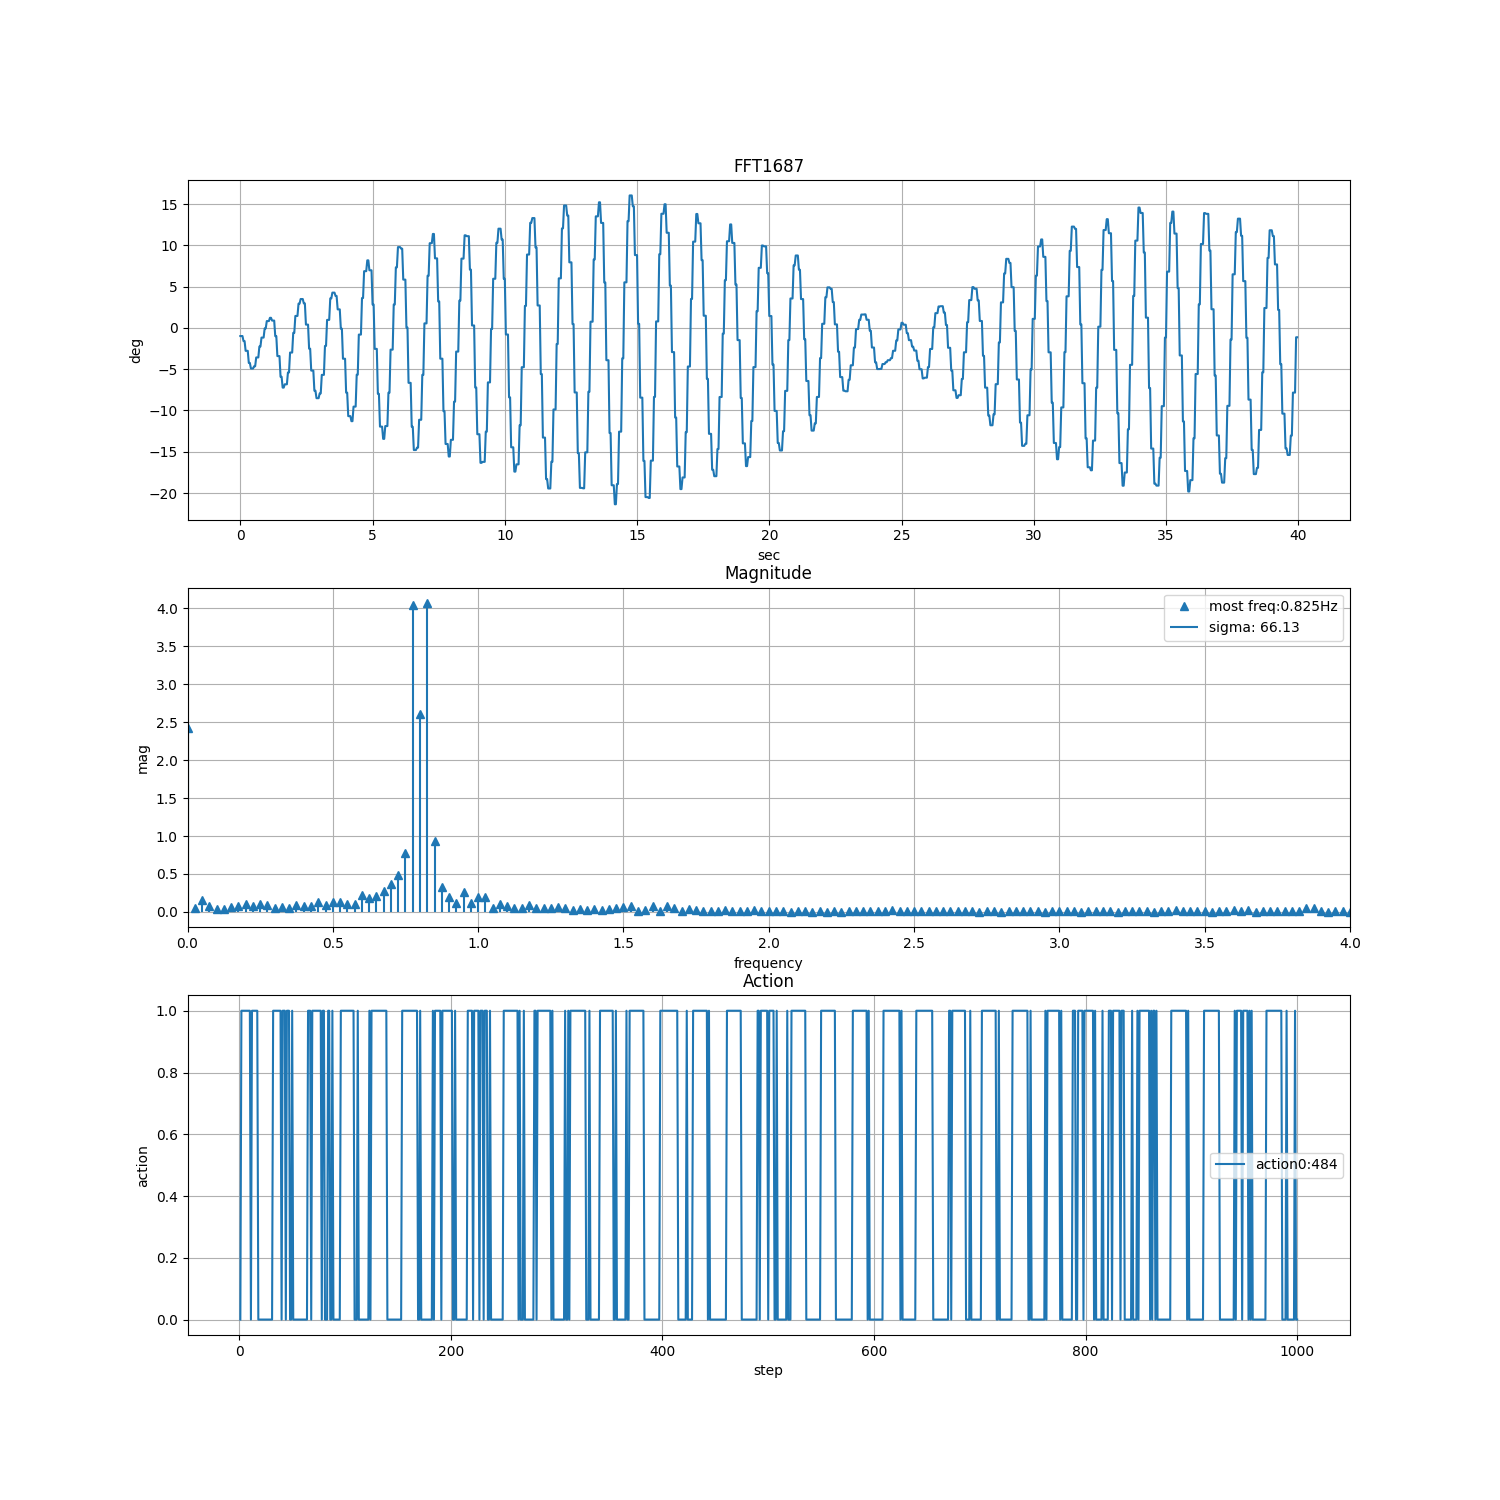 FFT1687
15
10
5
0
−5
−10
−15
−20
deg
0 5 10 15 20 25 30 35 40
sec
Magnitude
4.0
3.5
3.0
2.5
2.0
1.5
1.0
0.5
0.0
mag
most freq:0.825Hz
sigma: 66.13
0.0 0.5 1.0 1.5 2.0 2.5 3.0 3.5 4.0
frequency
Action
1.0
0.8
0.6
0.4
0.2
0.0
action
action0:484
0 200 400 600 800 1000
step